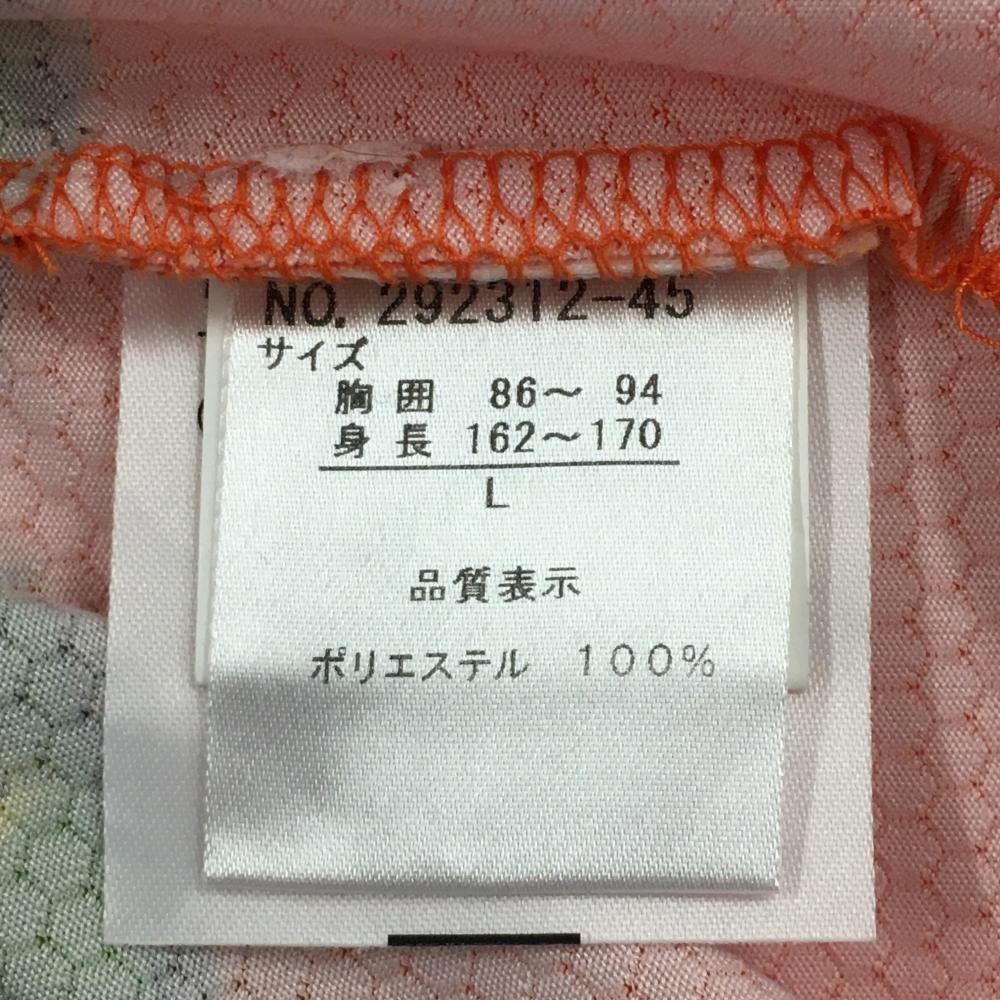 NO. 292312-45
サイズ
胸囲 86～ 94
身長 162～170
L
品質表示
ポリエステル 100%